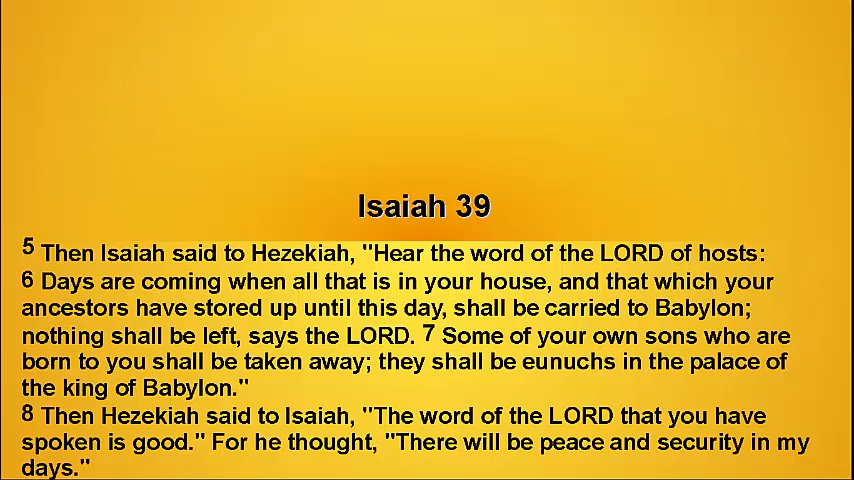 Isaiah 39
5 Then Isaiah said to Hezekiah, "Hear the word of the LORD of hosts:
6 Days are coming when all that is in your house, and that which your
ancestors have stored up until this day, shall be carried to Babylon;
nothing shall be left, says the LORD. 7 Some of your own sons who are
born to you shall be taken away; they shall be eunuchs in the palace of
the king of Babylon."
8 Then Hezekiah said to Isaiah, "The word of the LORD that you have
spoken is good." For he thought, "There will be peace and security in my
days."